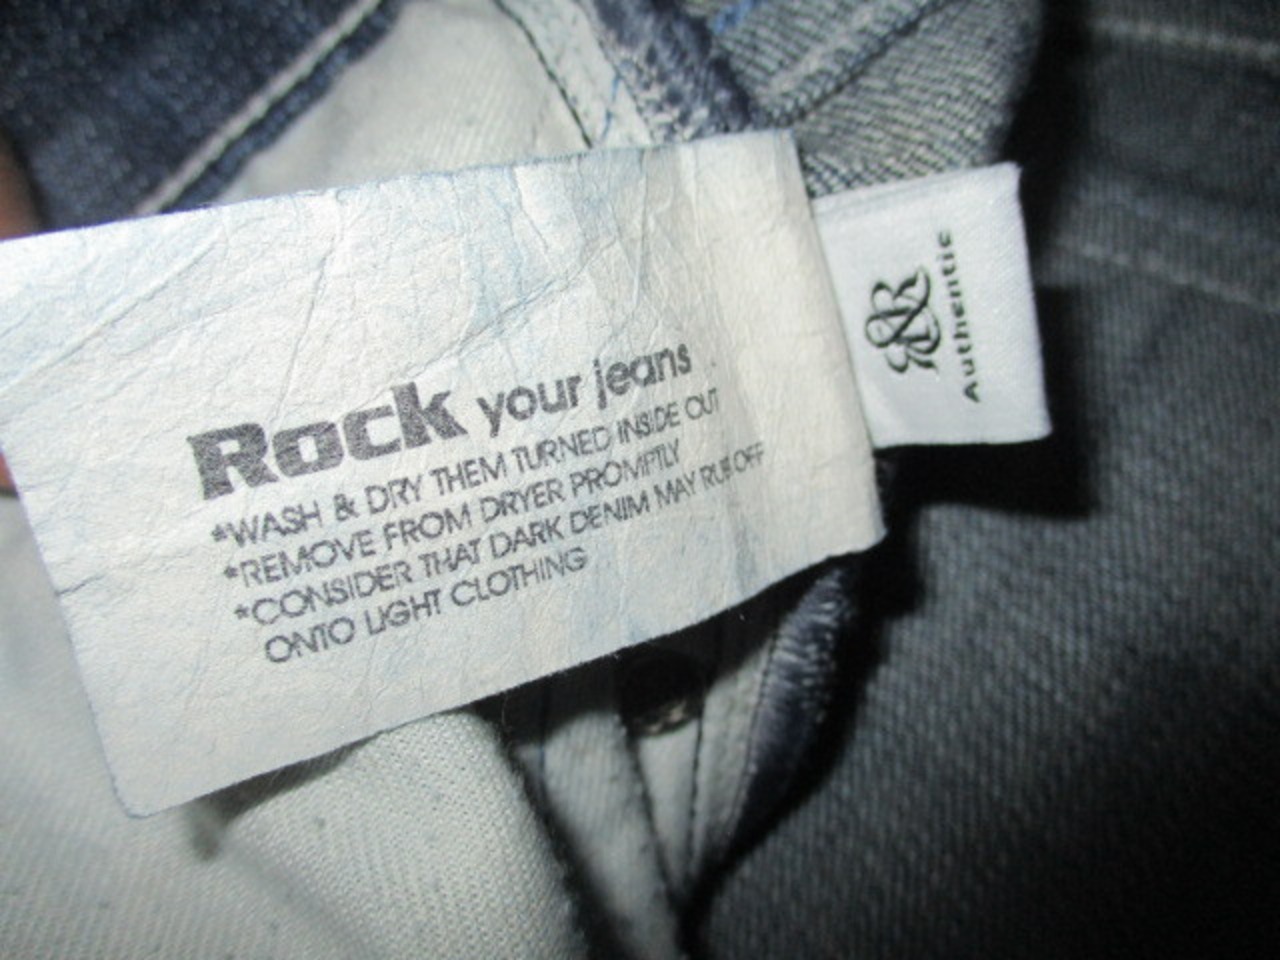 Rock your jeans
*WASH & DRY THEM TURNED INSIDE OUT
*REMOVE FROM DRYER PROMPTLY
*CONSIDER THAT DARK DENIM MAY RUB OFF
ONTO LIGHT CLOTHING
R&R
Authentic